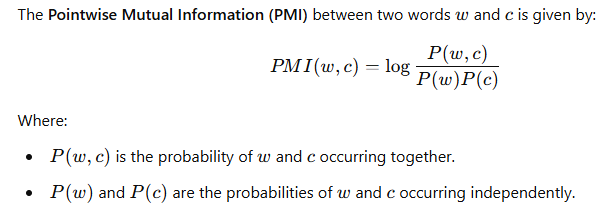 The Pointwise Mutual Information (PMI) between two words w and c is given by:
PMI(w, c) = log P(w, c) / P(w)P(c)
Where:
• P(w, c) is the probability of w and c occurring together.
• P(w) and P(c) are the probabilities of w and c occurring independently.